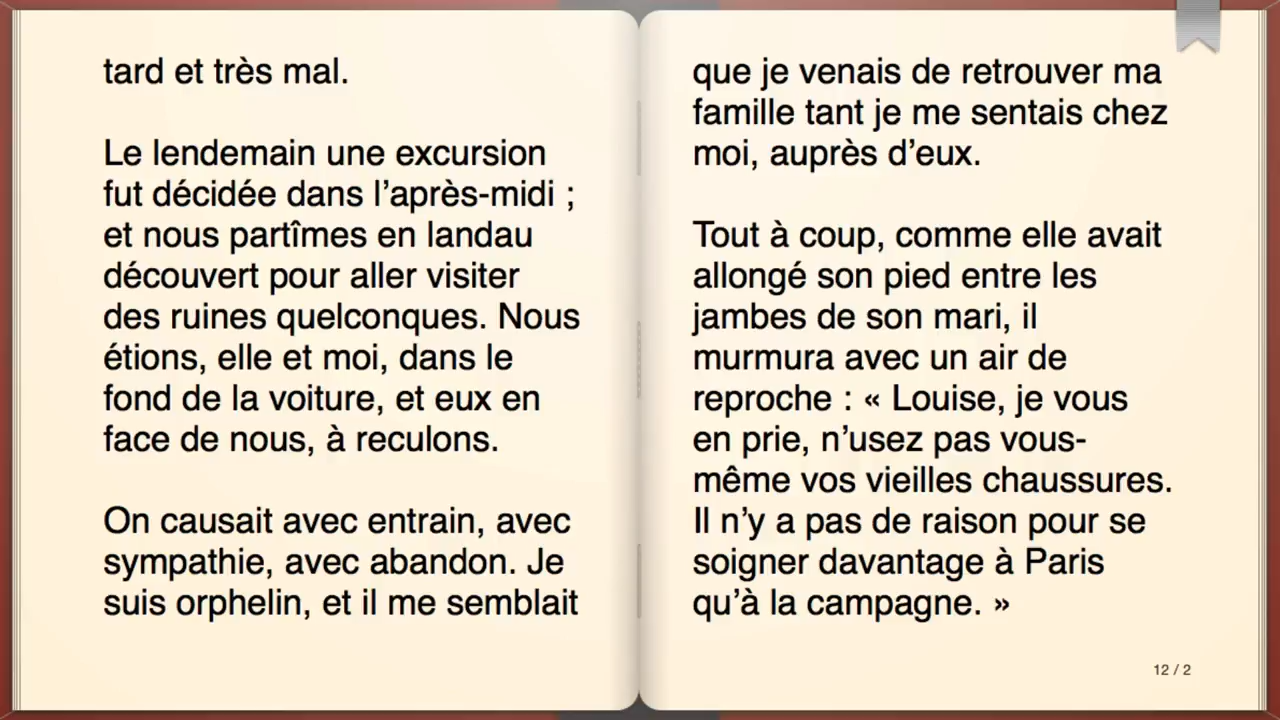 tard et très mal.
Le lendemain une excursion
fut décidée dans l’après-midi ;
et nous partîmes en landau
découvert pour aller visiter
des ruines quelconques. Nous
étions, elle et moi, dans le
fond de la voiture, et eux en
face de nous, à reculons.
On causait avec entrain, avec
sympathie, avec abandon. Je
suis orphelin, et il me semblait
que je venais de retrouver ma
famille tant je me sentais chez
moi, auprès d’eux.
Tout à coup, comme elle avait
allongé son pied entre les
jambes de son mari, il
murmura avec un air de
reproche : « Louise, je vous
en prie, n’usez pas vous-
même vos vieilles chaussures.
Il n’y a pas de raison pour se
soigner davantage à Paris
qu’à la campagne. »
12 / 2